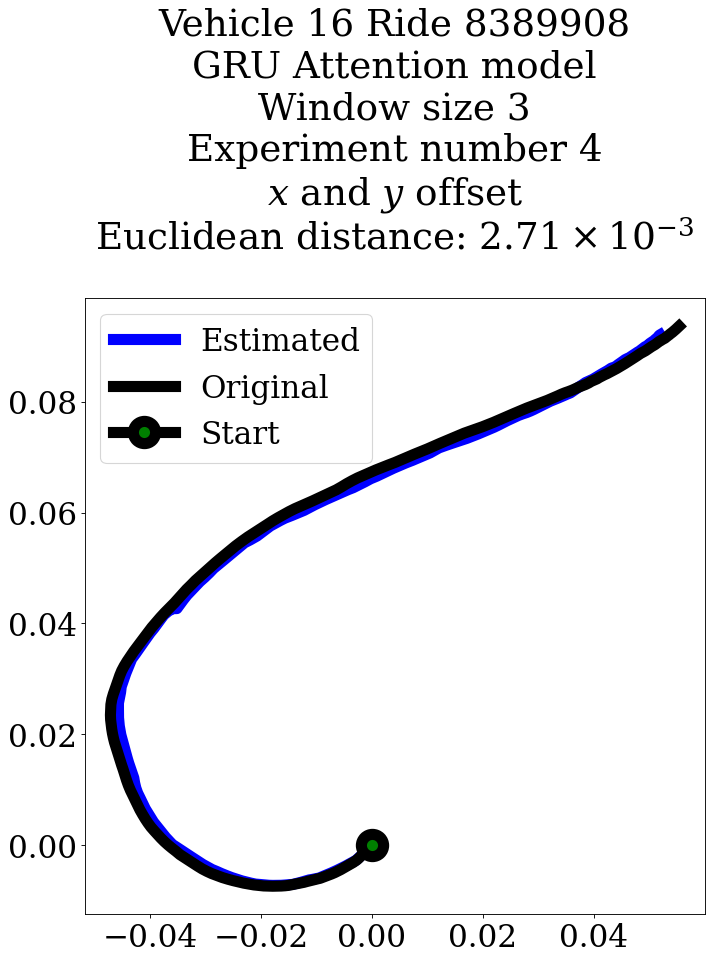 Vehicle 16 Ride 8389908
GRU Attention model
Window size 3
Experiment number 4
x and y offset
Euclidean distance: 2.71 × 10⁻³
Estimated
Original
Start
0.08
0.06
0.04
0.02
0.00
−0.04 −0.02 0.00 0.02 0.04